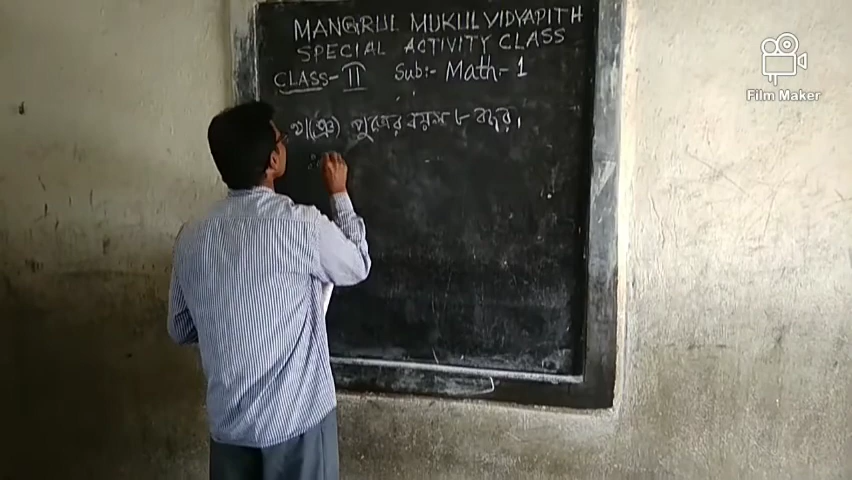 MANGRUL MUKUL VIDYAPITH
SPECIAL ACTIVITY CLASS
CLASS-II Sub:- Math-1
পুত্রের বয়স ৮ বছর।
Film Maker